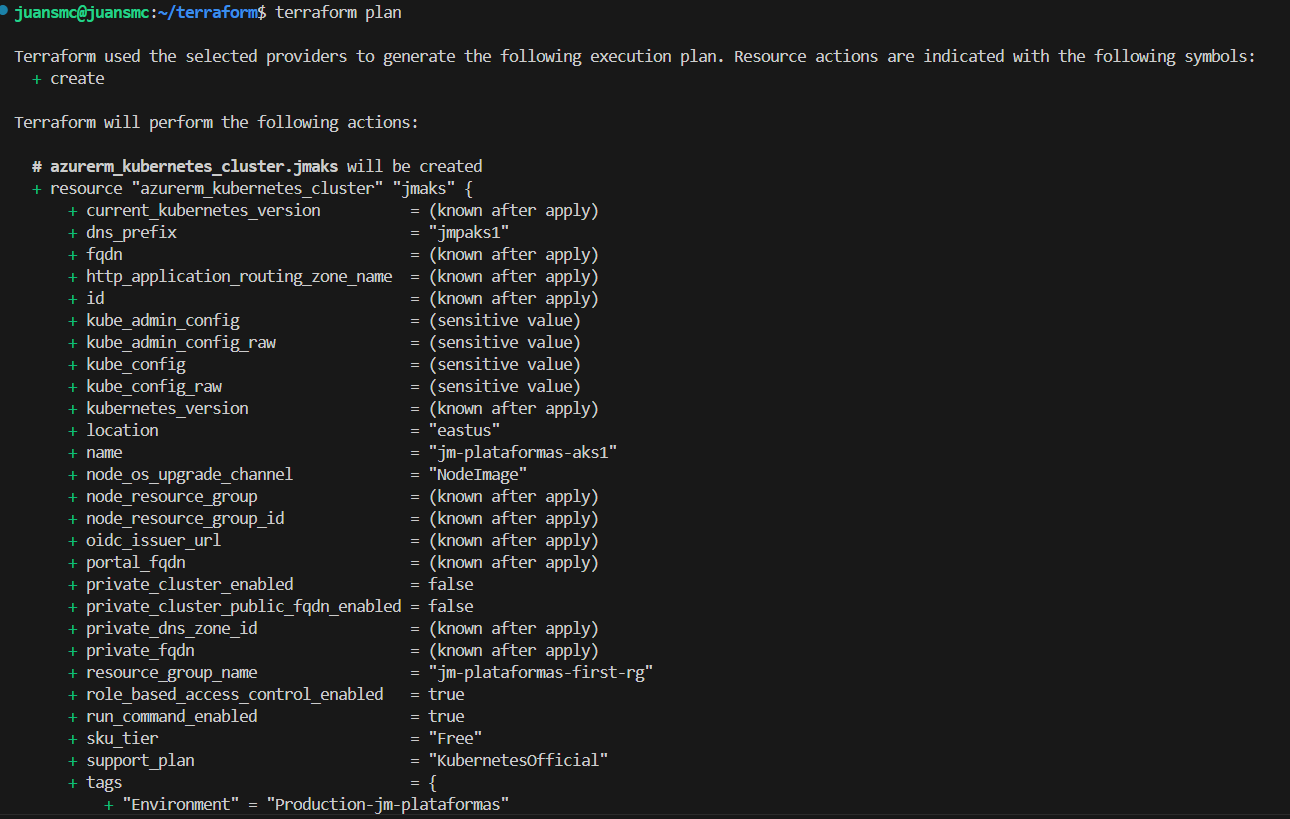 juansmc@juansmc:~/terraform$ terraform plan
Terraform used the selected providers to generate the following execution plan. Resource actions are indicated with the following symbols:
  + create
Terraform will perform the following actions:
  # azurerm_kubernetes_cluster.jmaks will be created
  + resource "azurerm_kubernetes_cluster" "jmaks" {
      + current_kubernetes_version          = (known after apply)
      + dns_prefix                          = "jmpaks1"
      + fqdn                                = (known after apply)
      + http_application_routing_zone_name  = (known after apply)
      + id                                  = (known after apply)
      + kube_admin_config                   = (sensitive value)
      + kube_admin_config_raw               = (sensitive value)
      + kube_config                         = (sensitive value)
      + kube_config_raw                     = (sensitive value)
      + kubernetes_version                  = (known after apply)
      + location                            = "eastus"
      + name                                = "jm-plataformas-aks1"
      + node_os_upgrade_channel             = "NodeImage"
      + node_resource_group                 = (known after apply)
      + node_resource_group_id              = (known after apply)
      + oidc_issuer_url                     = (known after apply)
      + portal_fqdn                         = (known after apply)
      + private_cluster_enabled             = false
      + private_cluster_public_fqdn_enabled = false
      + private_dns_zone_id                 = (known after apply)
      + private_fqdn                        = (known after apply)
      + resource_group_name                 = "jm-plataformas-first-rg"
      + role_based_access_control_enabled   = true
      + run_command_enabled                 = true
      + sku_tier                            = "Free"
      + support_plan                        = "KubernetesOfficial"
      + tags                                = {
          + "Environment" = "Production-jm-plataformas"